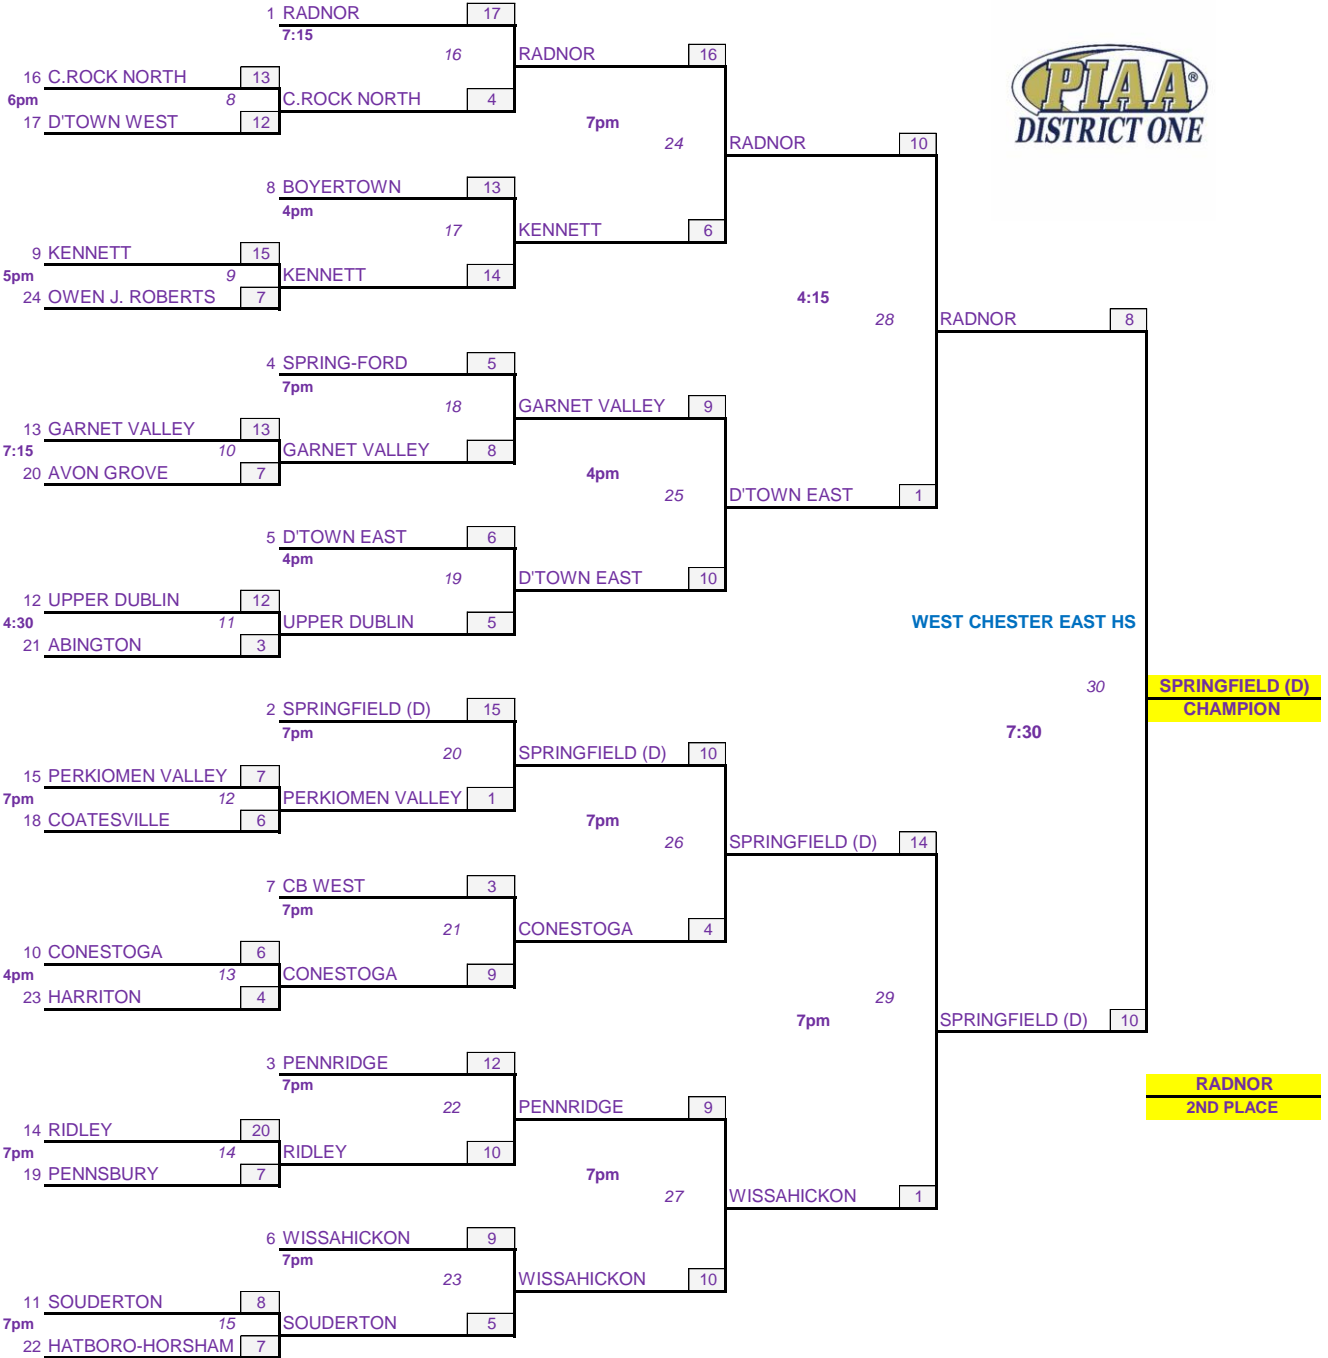 1 RADNOR 17
7:15
16
RADNOR 16
16 C.ROCK NORTH 13
6pm
8
C.ROCK NORTH 4
17 D'TOWN WEST 12
7pm
24
RADNOR 10
8 BOYERTOWN 13
4pm
17
KENNETT 6
9 KENNETT 15
5pm
9
KENNETT 14
24 OWEN J. ROBERTS 7
4:15
28
RADNOR 8
4 SPRING-FORD 5
7pm
18
GARNET VALLEY 9
13 GARNET VALLEY 13
7:15
10
GARNET VALLEY 8
20 AVON GROVE 7
4pm
25
D'TOWN EAST 1
5 D'TOWN EAST 6
4pm
19
D'TOWN EAST 10
12 UPPER DUBLIN 12
4:30
11
UPPER DUBLIN 5
21 ABINGTON 3
WEST CHESTER EAST HS
30
SPRINGFIELD (D)
CHAMPION
7:30
2 SPRINGFIELD (D) 15
7pm
20
SPRINGFIELD (D) 10
15 PERKIOMEN VALLEY 7
7pm
12
PERKIOMEN VALLEY 1
18 COATESVILLE 6
7pm
26
SPRINGFIELD (D) 14
7 CB WEST 3
7pm
21
CONESTOGA 4
10 CONESTOGA 6
4pm
13
CONESTOGA 9
23 HARRITON 4
29
7pm
SPRINGFIELD (D) 10
3 PENNRIDGE 12
7pm
22
PENNRIDGE 9
14 RIDLEY 20
7pm
14
RIDLEY 10
19 PENNSBURY 7
7pm
27
WISSAHICKON 1
6 WISSAHICKON 9
7pm
23
WISSAHICKON 10
11 SOUDERTON 8
7pm
15
SOUDERTON 5
22 HATBORO-HORSHAM 7
RADNOR
2ND PLACE
PIAA®
DISTRICT ONE